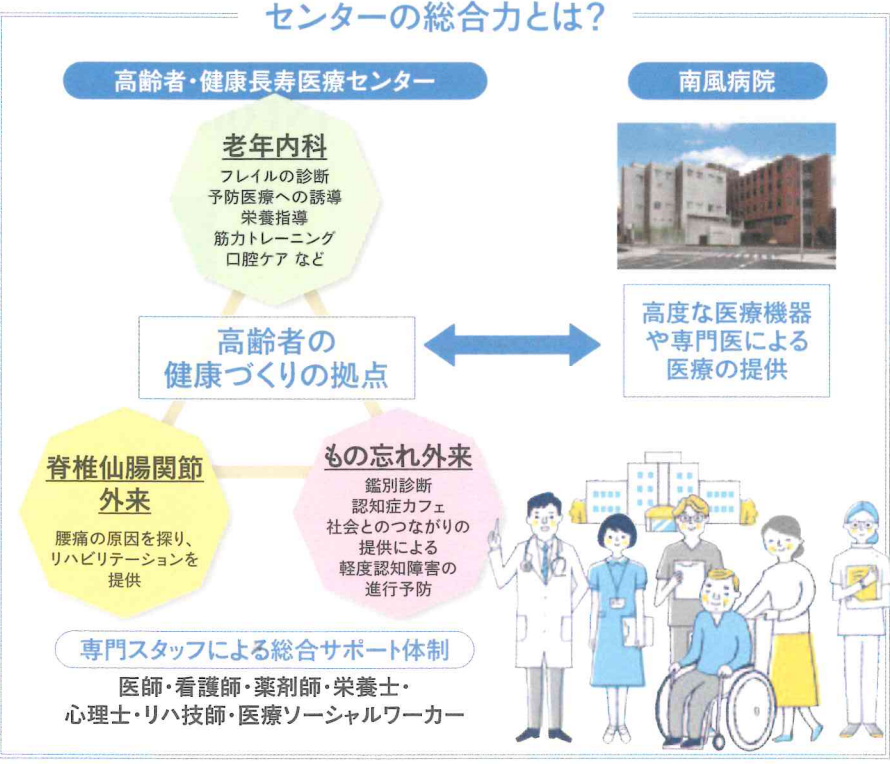 センターの総合力とは?
高齢者・健康長寿医療センター
老年内科
フレイルの診断
予防医療への誘導
栄養指導
筋力トレーニング
口腔ケア など
高齢者の
健康づくりの拠点
脊椎仙腸関節
外来
腰痛の原因を探り、
リハビリテーションを
提供
もの忘れ外来
鑑別診断
認知症カフェ
社会とのつながりの
提供による
軽度認知障害の
進行予防
南風病院
高度な医療機器
や専門医による
医療の提供
専門スタッフによる総合サポート体制
医師・看護師・薬剤師・栄養士・
心理士・リハ技師・医療ソーシャルワーカー